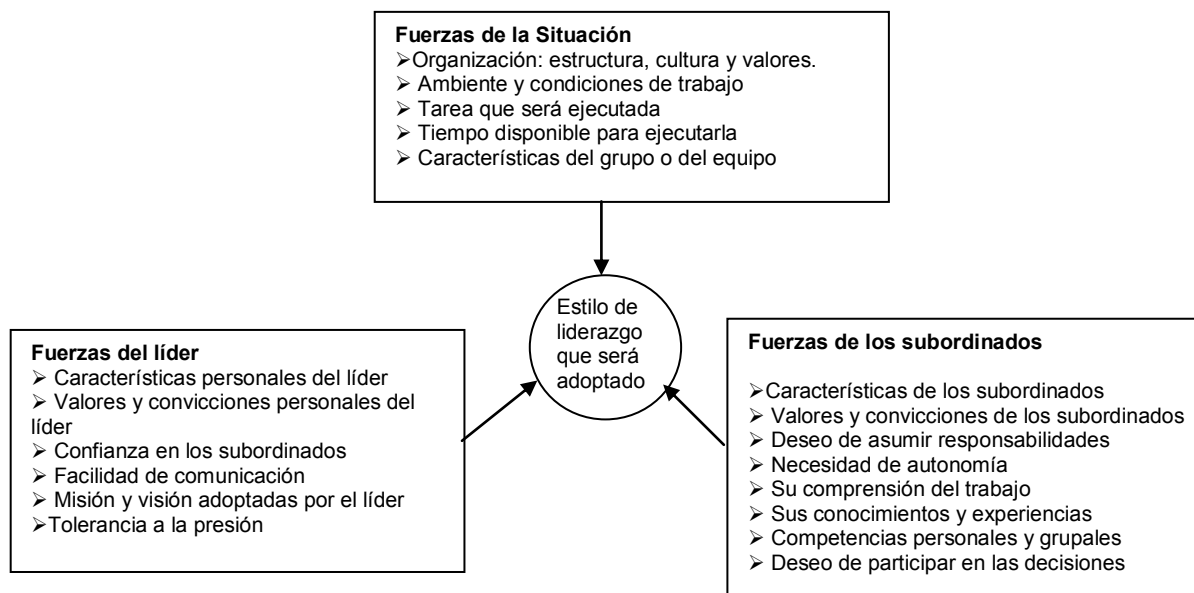 Fuerzas de la Situación
➢Organización: estructura, cultura y valores.
➢ Ambiente y condiciones de trabajo
➢ Tarea que será ejecutada
➢ Tiempo disponible para ejecutarla
➢ Características del grupo o del equipo
Estilo de
liderazgo
que será
adoptado
Fuerzas del líder
➢ Características personales del líder
➢ Valores y convicciones personales del
líder
➢ Confianza en los subordinados
➢ Facilidad de comunicación
➢ Misión y visión adoptadas por el líder
➢Tolerancia a la presión
Fuerzas de los subordinados
➢Características de los subordinados
➢ Valores y convicciones de los subordinados
➢ Deseo de asumir responsabilidades
➢ Necesidad de autonomía
➢ Su comprensión del trabajo
➢ Sus conocimientos y experiencias
➢ Competencias personales y grupales
➢ Deseo de participar en las decisiones